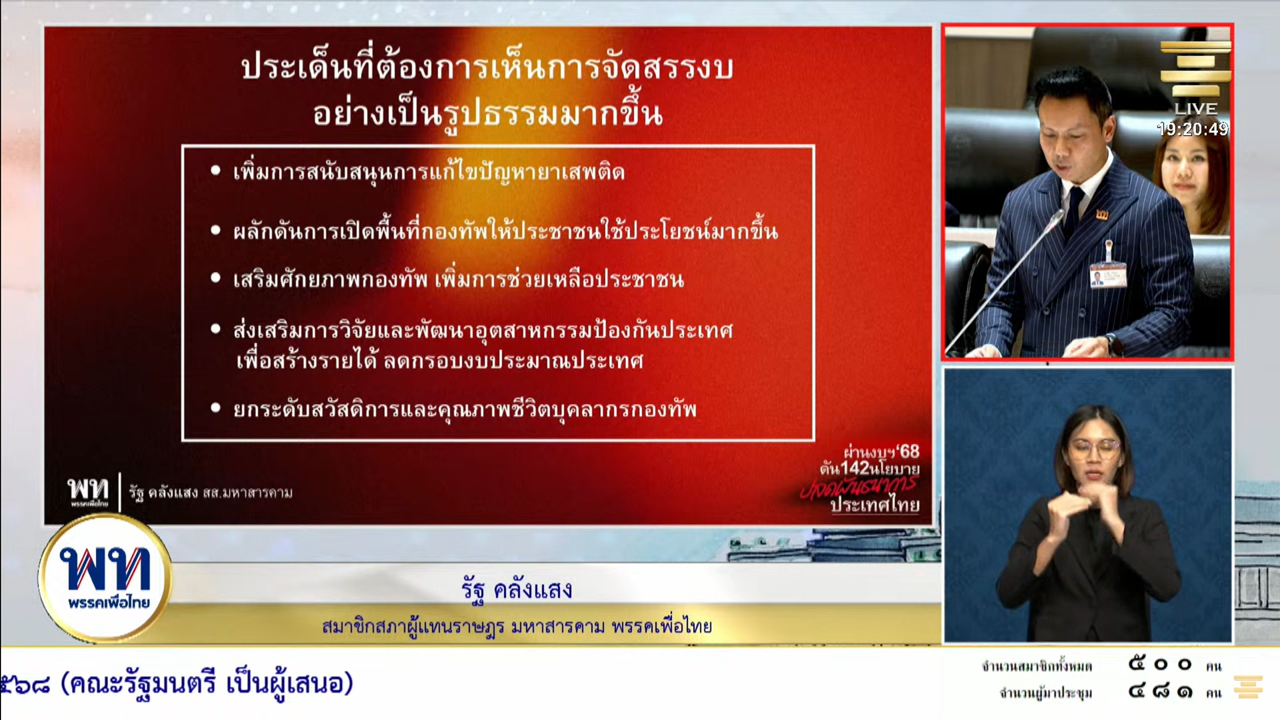 ประเด็นที่ต้องการเห็นการจัดสรรงบ
อย่างเป็นรูปธรรมมากขึ้น
• เพิ่มการสนับสนุนการแก้ไขปัญหายาเสพติด
• ผลักดันการเปิดพื้นที่กองทัพให้ประชาชนใช้ประโยชน์มากขึ้น
• เสริมศักยภาพกองทัพ เพิ่มการช่วยเหลือประชาชน
• ส่งเสริมการวิจัยและพัฒนาอุตสาหกรรมป้องกันประเทศ
เพื่อสร้างรายได้ ลดกรอบงบประมาณประเทศ
• ยกระดับสวัสดิการและคุณภาพชีวิตบุคลากรกองทัพ
พท
พรรคเพื่อไทย
รัฐ คลังแสง สส.มหาสารคาม
ผ่านงบฯ'68
ดัน142นโยบาย
ปลดพันธนาการ
ประเทศไทย
LIVE
19:20:49
พท
พรรคเพื่อไทย
รัฐ คลังแสง
สมาชิกสภาผู้แทนราษฎร มหาสารคาม พรรคเพื่อไทย
๕๖๘ (คณะรัฐมนตรี เป็นผู้เสนอ)
จำนวนสมาชิกทั้งหมด ๕๐๐ คน
จำนวนผู้มาประชุม ๔๘๑ คน